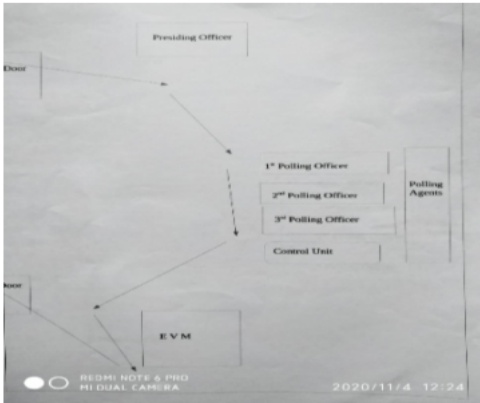 Presiding Officer
Door
1st Polling Officer
2nd Polling Officer
3rd Polling Officer
Control Unit
Polling
Agents
Door
EVM
REDMI NOTE 6 PRO
MI DUAL CAMERA
2020/11/4 12:24